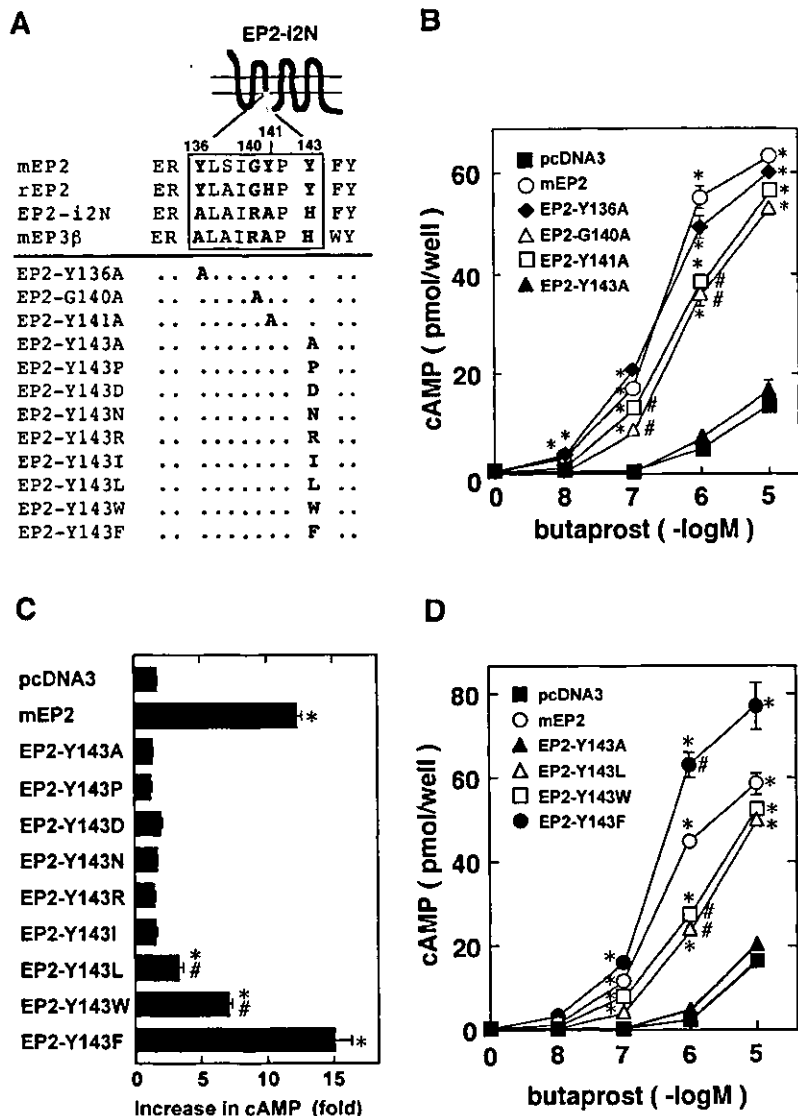 A
EP2-i2N
141
136 140 143
mEP2 ER YLSIGYP Y FY
rEP2 ER YLAIGHP Y FY
EP2-i2N ER ALAIRAP H FY
mEP3β ER ALAIRAP H WY
EP2-Y136A .. A...... . ..
EP2-G140A .. ....A.. . ..
EP2-Y141A .. .....A. . ..
EP2-Y143A .. ....... A ..
EP2-Y143P .. ....... P ..
EP2-Y143D .. ....... D ..
EP2-Y143N .. ....... N ..
EP2-Y143R .. ....... R ..
EP2-Y143I .. ....... I ..
EP2-Y143L .. ....... L ..
EP2-Y143W .. ....... W ..
EP2-Y143F .. ....... F ..
B
cAMP ( pmol/well )
60
40
20
0
pcDNA3
mEP2
EP2-Y136A
EP2-G140A
EP2-Y141A
EP2-Y143A
* * * * * * * * * * * * * *
# # # #
0 8 7 6 5
butaprost ( -logM )
C
pcDNA3
mEP2 *
EP2-Y143A
EP2-Y143P
EP2-Y143D
EP2-Y143N
EP2-Y143R
EP2-Y143I
EP2-Y143L * #
EP2-Y143W * #
EP2-Y143F *
0 5 10 15
Increase in cAMP (fold)
D
cAMP ( pmol/well )
80
60
40
20
0
pcDNA3
mEP2
EP2-Y143A
EP2-Y143L
EP2-Y143W
EP2-Y143F
* * * * * * * * * * * *
# # #
0 8 7 6 5
butaprost ( -logM )